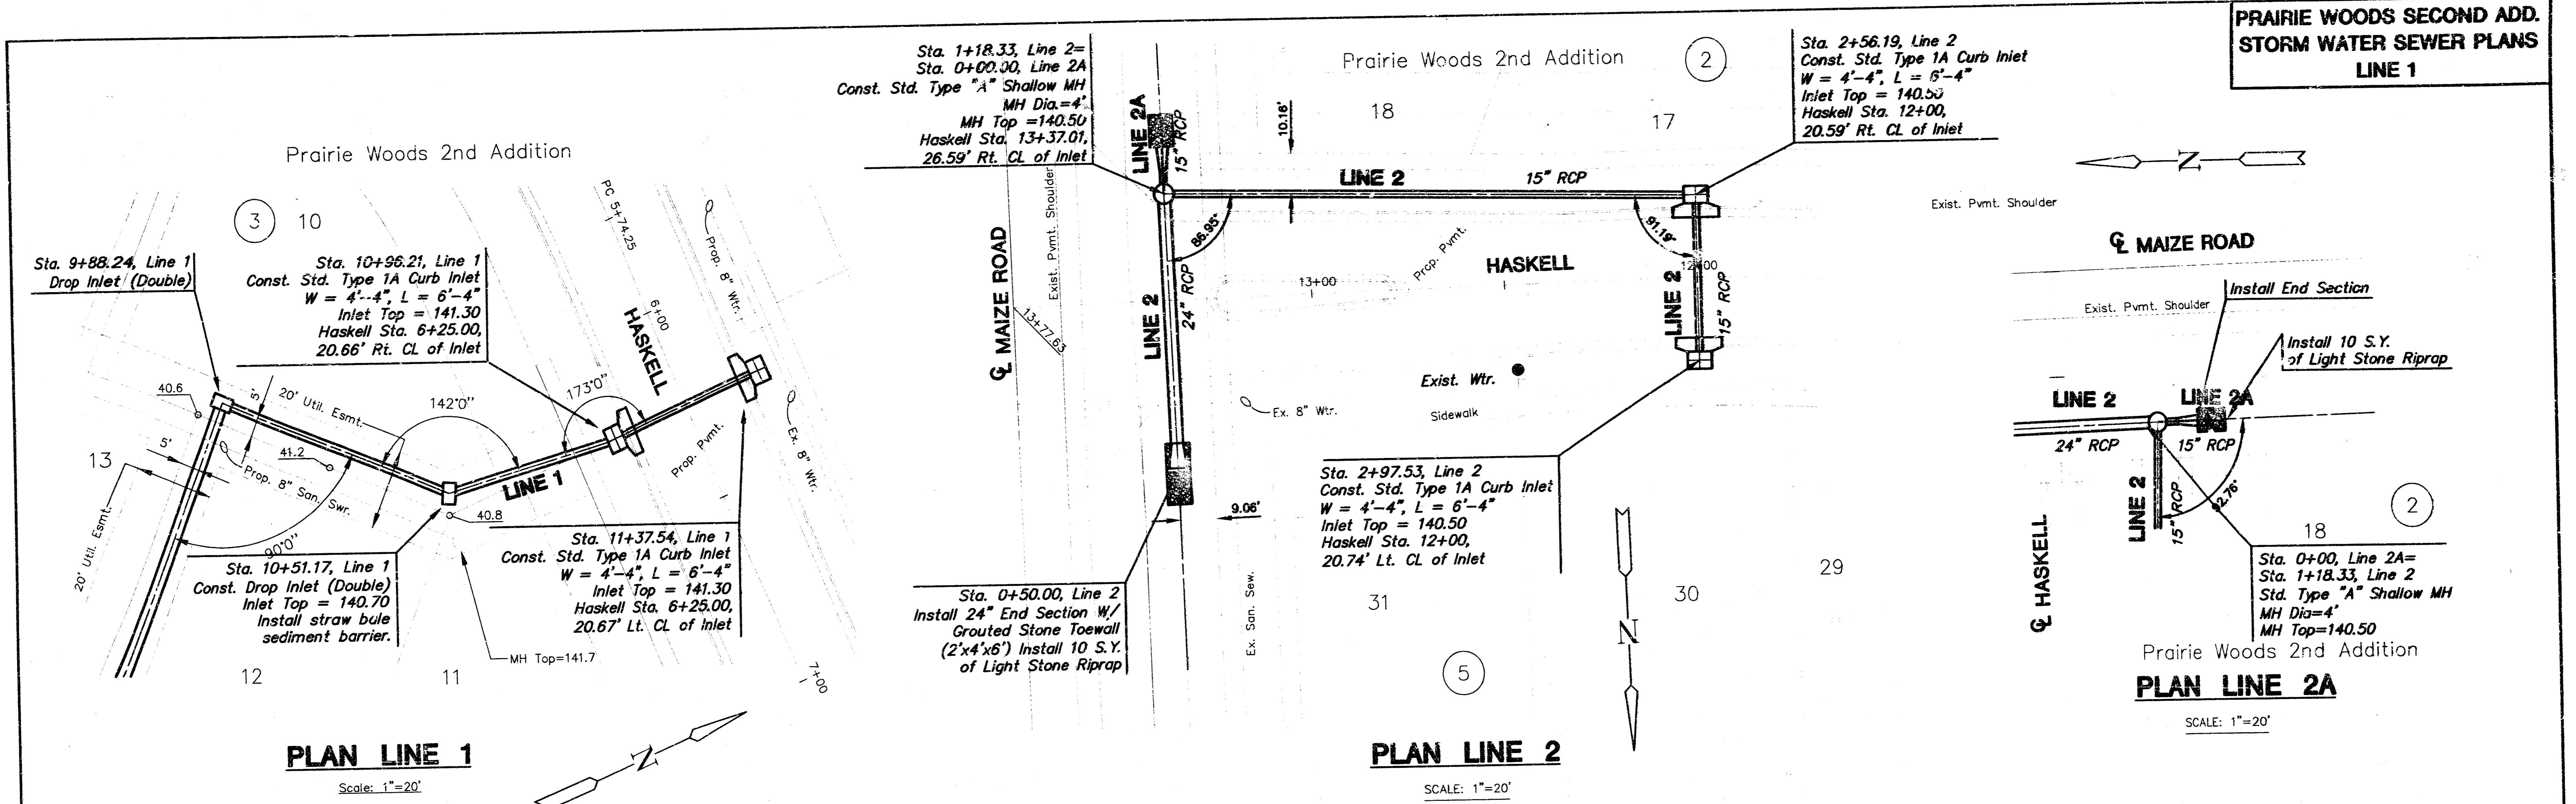 PRAIRIE WOODS SECOND ADD.
STORM WATER SEWER PLANS
LINE 1
Prairie Woods 2nd Addition
3
10
PC 5+74.25
Prop. 8" Wtr.
6+00
HASKELL
Sta. 9+88.24, Line 1
Drop Inlet (Double)
Sta. 10+96.21, Line 1
Const. Std. Type 1A Curb Inlet
W = 4'-4", L = 6'-4"
Inlet Top = 141.30
Haskell Sta. 6+25.00,
20.66' Rt. CL of Inlet
40.6
5'
20' Util. Esmt.
142°0"
173°0"
5'
41.2
13
Prop. 8" San. Swr.
LINE 1
Prop. Pvmt.
Ex. 8" Wtr.
40.8
20' Util. Esmt.
90°0"
Sta. 10+51.17, Line 1
Const. Drop Inlet (Double)
Inlet Top = 140.70
Install straw bale
sediment barrier.
Sta. 11+37.54, Line 1
Const. Std. Type 1A Curb Inlet
W = 4'-4", L = 6'-4"
Inlet Top = 141.30
Haskell Sta. 6+25.00,
20.67' Lt. CL of Inlet
MH Top=141.7
12
11
7+00
N
PLAN LINE 1
Scale: 1"=20'
Sta. 1+18.33, Line 2=
Sta. 0+00.00, Line 2A
Const. Std. Type "A" Shallow MH
MH Dia.=4'
MH Top =140.50
Haskell Sta. 13+37.01,
26.59' Rt. CL of Inlet
LINE 2A
15" RCP
Prairie Woods 2nd Addition
2
10.16'
18
17
Sta. 2+56.19, Line 2
Const. Std. Type 1A Curb Inlet
W = 4'-4", L = 6'-4"
Inlet Top = 140.50
Haskell Sta. 12+00,
20.59' Rt. CL of Inlet
LINE 2
15" RCP
℄ MAIZE ROAD
Exist. Pvmt. Shoulder
86.95°
91.19°
Prop. Pvmt.
HASKELL
13+00
12+00
13+77.63
LINE 2
24" RCP
LINE 2
15" RCP
Exist. Wtr.
Ex. 8" Wtr.
Sidewalk
9.06'
Sta. 2+97.53, Line 2
Const. Std. Type 1A Curb Inlet
W = 4'-4", L = 6'-4"
Inlet Top = 140.50
Haskell Sta. 12+00,
20.74' Lt. CL of Inlet
Sta. 0+50.00, Line 2
Install 24" End Section W/
Grouted Stone Toewall
(2'x4'x6') Install 10 S.Y.
of Light Stone Riprap
Ex. San. Sew.
31
30
29
5
N
PLAN LINE 2
SCALE: 1"=20'
N
Exist. Pvmt. Shoulder
℄ MAIZE ROAD
Install End Section
Exist. Pvmt. Shoulder
Install 10 S.Y.
of Light Stone Riprap
LINE 2
LINE 2A
24" RCP
15" RCP
LINE 2
15" RCP
℄ HASKELL
2
18
Sta. 0+00, Line 2A=
Sta. 1+18.33, Line 2
Std. Type "A" Shallow MH
MH Dia=4'
MH Top=140.50
Prairie Woods 2nd Addition
PLAN LINE 2A
SCALE: 1"=20'